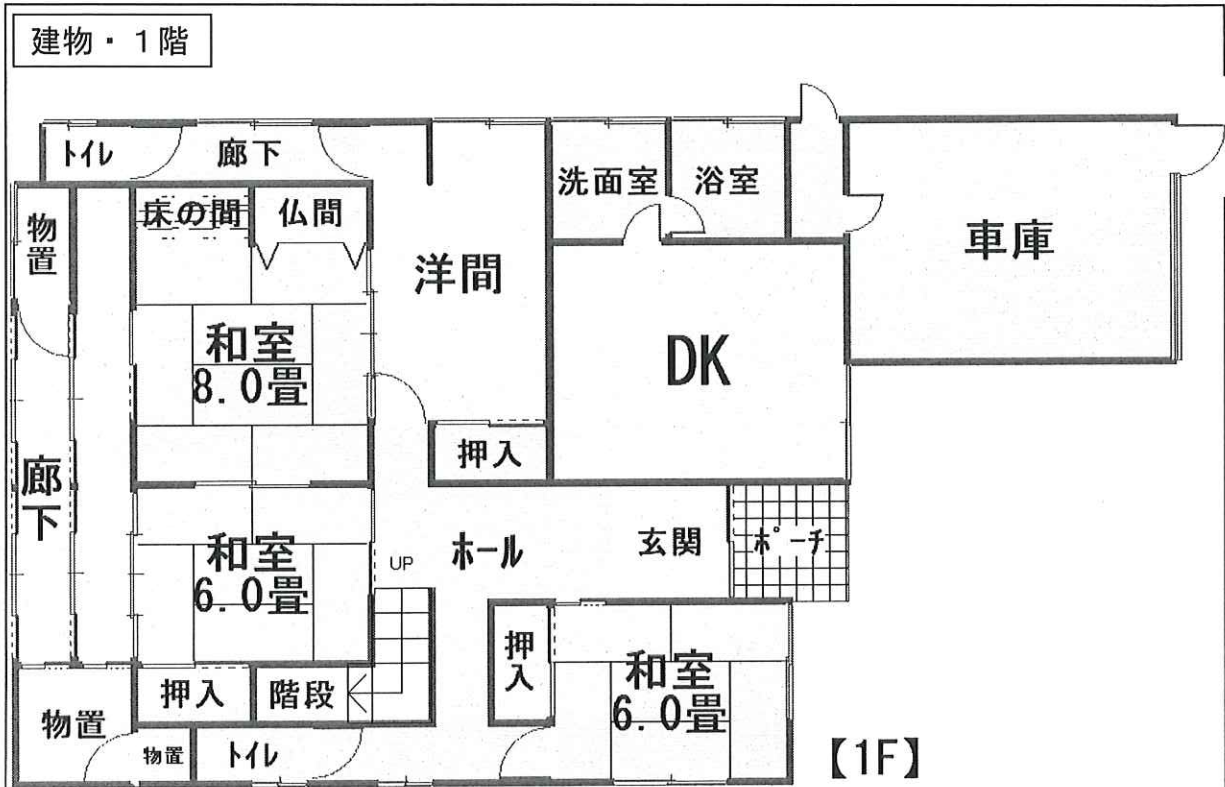 建物・1階
トイレ
廊下
洗面室
浴室
物置
床の間
仏間
洋間
車庫
和室
8.0畳
DK
押入
廊下
和室
6.0畳
UP
ホール
玄関
ポーチ
押入
和室
6.0畳
物置
押入
階段
物置
トイレ
【1F】